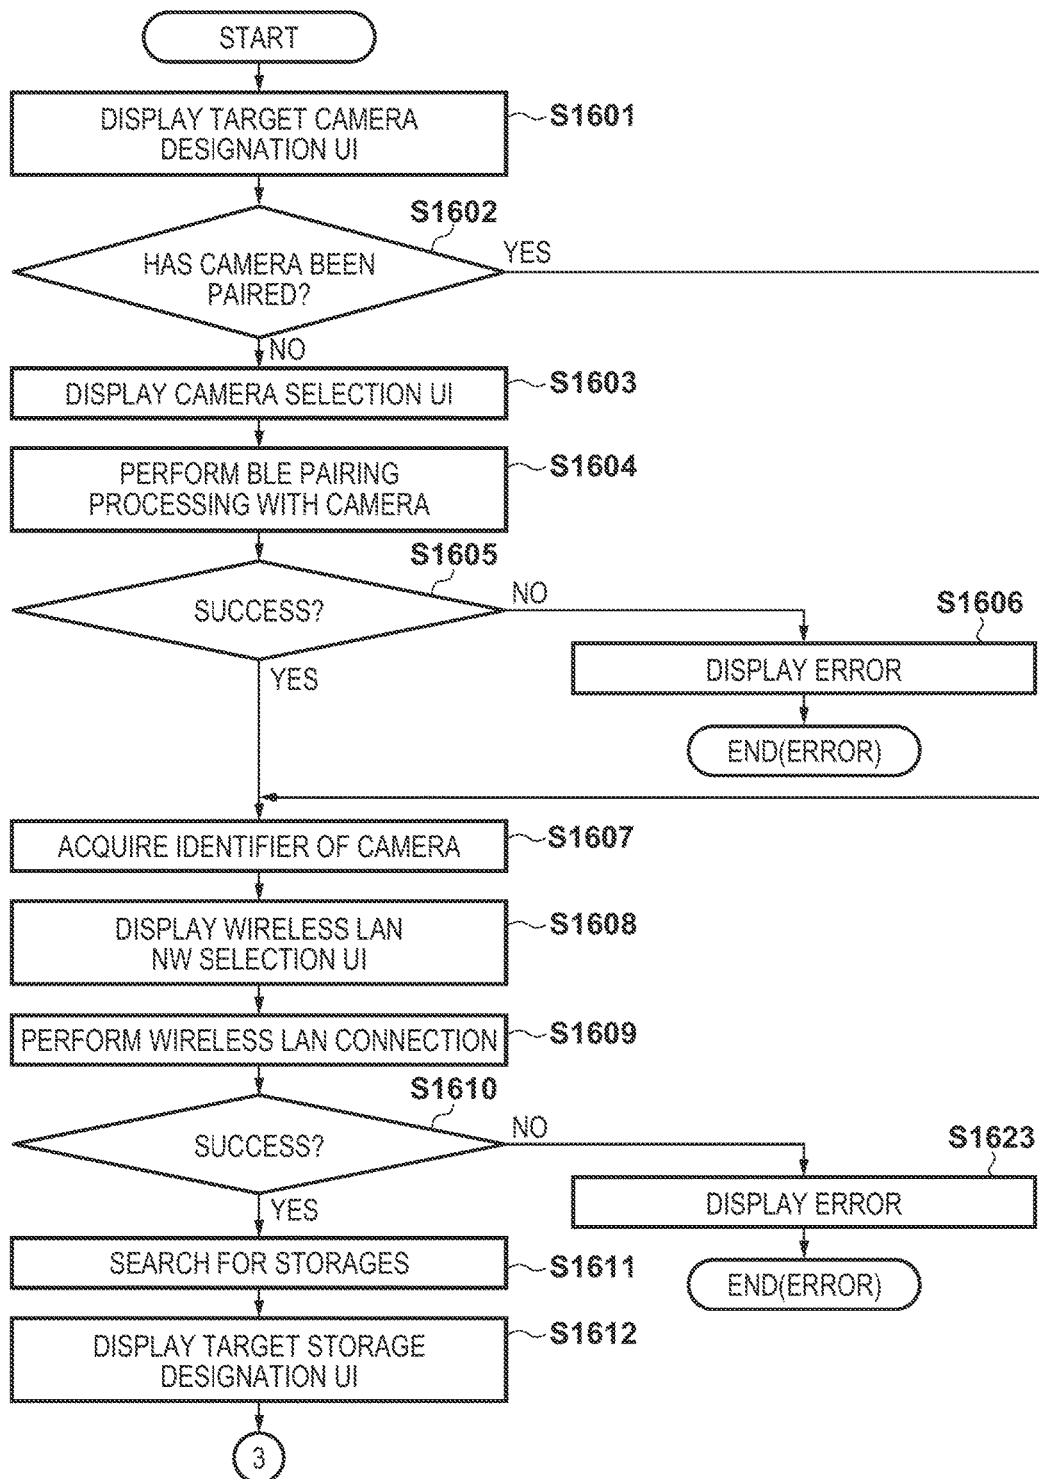 START
DISPLAY TARGET CAMERA
DESIGNATION UI
S1601
S1602
HAS CAMERA BEEN
PAIRED?
YES
NO
DISPLAY CAMERA SELECTION UI
S1603
PERFORM BLE PAIRING
PROCESSING WITH CAMERA
S1604
S1605
SUCCESS?
NO
YES
S1606
DISPLAY ERROR
END(ERROR)
ACQUIRE IDENTIFIER OF CAMERA
S1607
DISPLAY WIRELESS LAN
NW SELECTION UI
S1608
PERFORM WIRELESS LAN CONNECTION
S1609
S1610
SUCCESS?
NO
YES
S1623
DISPLAY ERROR
END(ERROR)
SEARCH FOR STORAGES
S1611
DISPLAY TARGET STORAGE
DESIGNATION UI
S1612
3